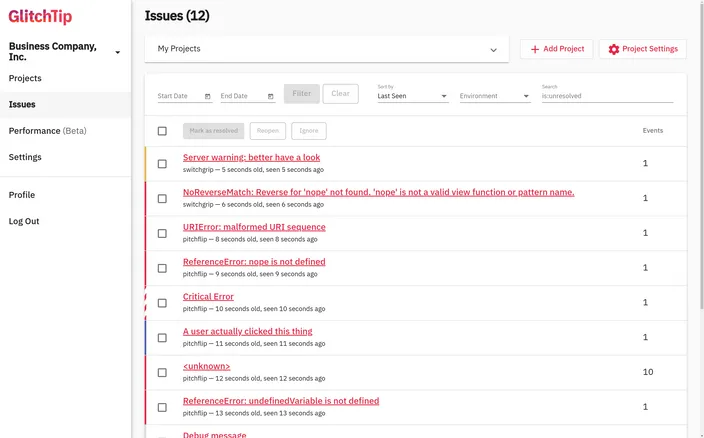 GlitchTip
Business Company,
Inc.
Projects
Issues
Performance (Beta)
Settings
Profile
Log Out
Issues (12)
My Projects
+ Add Project
Project Settings
Start Date
End Date
Filter
Clear
Sort by
Last Seen
Environment
Search
is:unresolved
Mark as resolved
Reopen
Ignore
Events
Server warning: better have a look
1
switchgrip — 5 seconds old, seen 5 seconds ago
NoReverseMatch: Reverse for 'nope' not found. 'nope' is not a valid view function or pattern name.
1
switchgrip — 6 seconds old, seen 6 seconds ago
URIError: malformed URI sequence
1
pitchflip — 8 seconds old, seen 8 seconds ago
ReferenceError: nope is not defined
1
pitchflip — 9 seconds old, seen 9 seconds ago
Critical Error
1
pitchflip — 10 seconds old, seen 10 seconds ago
A user actually clicked this thing
1
pitchflip — 11 seconds old, seen 11 seconds ago
<unknown>
10
pitchflip — 12 seconds old, seen 12 seconds ago
ReferenceError: undefinedVariable is not defined
1
pitchflip — 13 seconds old, seen 13 seconds ago
Debug message